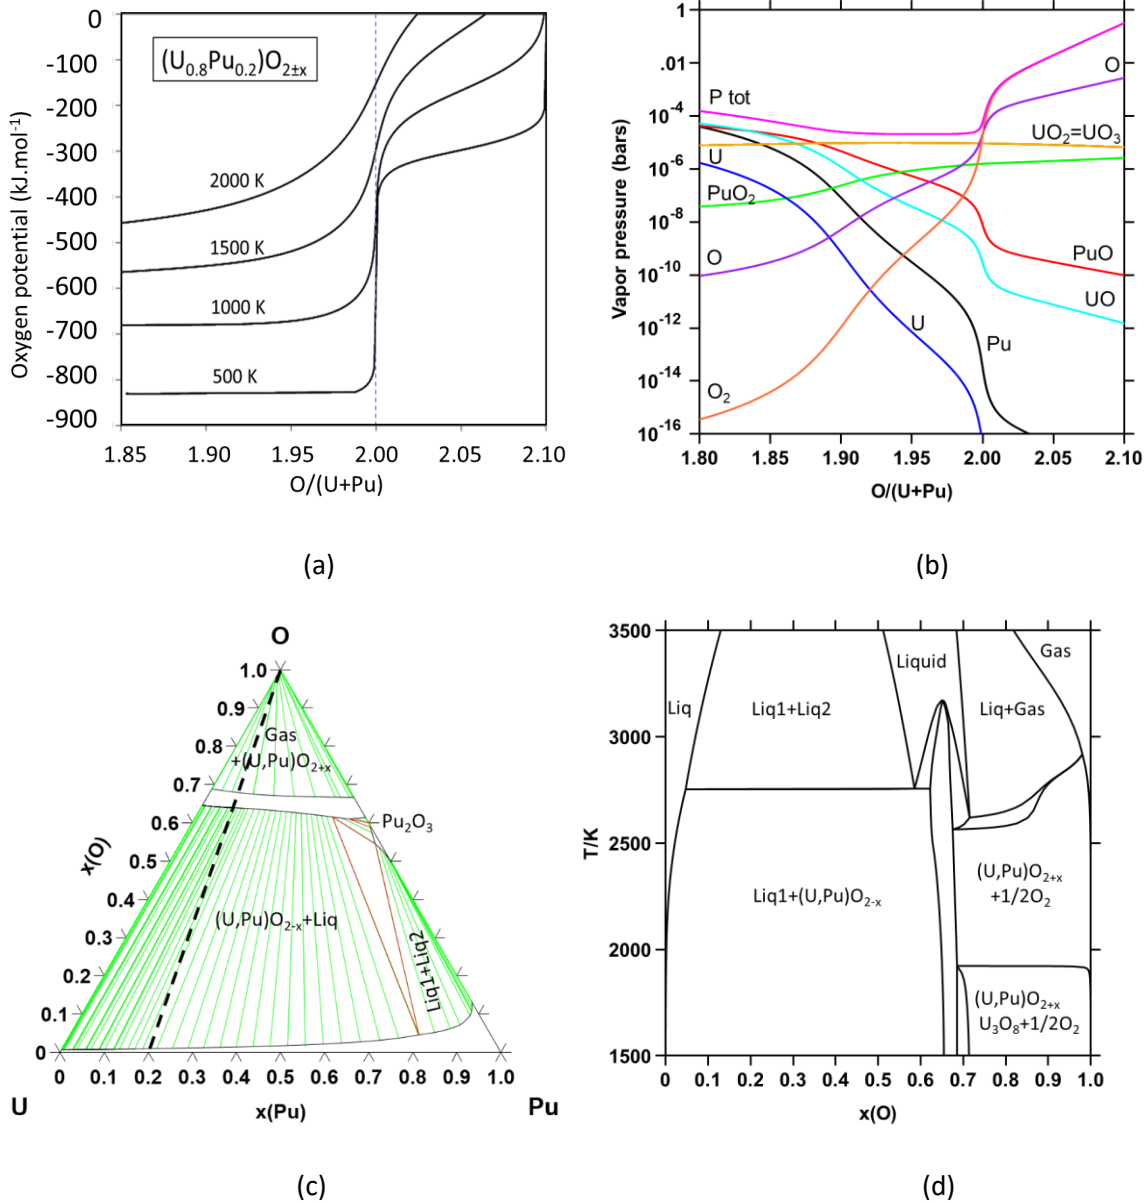 0
-100
-200
-300
-400
-500
-600
-700
-800
-900
Oxygen potential (kJ.mol⁻¹)
(U₀.₈Pu₀.₂)O₂±ₓ
2000 K
1500 K
1000 K
500 K
1.85 1.90 1.95 2.00 2.05 2.10
O/(U+Pu)
(a)
1
.01
10⁻⁴
10⁻⁶
10⁻⁸
10⁻¹⁰
10⁻¹²
10⁻¹⁴
10⁻¹⁶
Vapor pressure (bars)
O
P tot
UO₂=UO₃
U
PuO₂
O
PuO
UO
U
Pu
O₂
1.80 1.85 1.90 1.95 2.00 2.05 2.10
O/(U+Pu)
(b)
O
1.0
0.9
0.8
0.7
0.6
0.5
0.4
0.3
0.2
0.1
0
x(O)
Gas
+(U,Pu)O₂₊ₓ
Pu₂O₃
(U,Pu)O₂₋ₓ+Liq
Liq1+Liq2
0 0.1 0.2 0.3 0.4 0.5 0.6 0.7 0.8 0.9 1.0
U x(Pu) Pu
(c)
3500
3000
2500
2000
1500
T/K
Liquid
Gas
Liq
Liq1+Liq2
Liq+Gas
Liq1+(U,Pu)O₂₋ₓ
(U,Pu)O₂₊ₓ
+1/2O₂
(U,Pu)O₂₊ₓ
U₃O₈+1/2O₂
0 0.1 0.2 0.3 0.4 0.5 0.6 0.7 0.8 0.9 1.0
x(O)
(d)